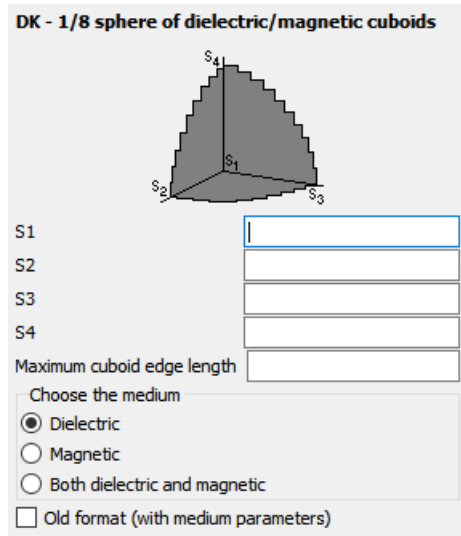 DK - 1/8 sphere of dielectric/magnetic cuboids
S4
S1
S2
S3
S1
S2
S3
S4
Maximum cuboid edge length
Choose the medium
Dielectric
Magnetic
Both dielectric and magnetic
Old format (with medium parameters)